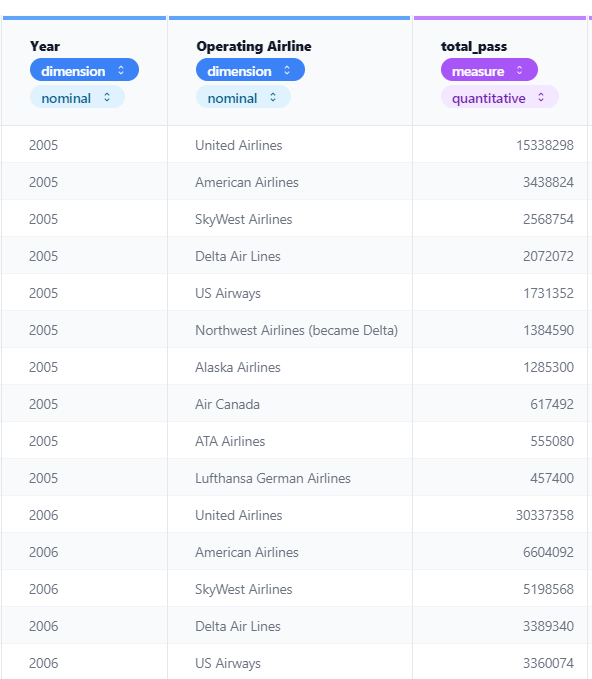 Year Operating Airline total_pass
dimension dimension measure
nominal nominal quantitative
2005 United Airlines 15338298
2005 American Airlines 3438824
2005 SkyWest Airlines 2568754
2005 Delta Air Lines 2072072
2005 US Airways 1731352
2005 Northwest Airlines (became Delta) 1384590
2005 Alaska Airlines 1285300
2005 Air Canada 617492
2005 ATA Airlines 555080
2005 Lufthansa German Airlines 457400
2006 United Airlines 30337358
2006 American Airlines 6604092
2006 SkyWest Airlines 5198568
2006 Delta Air Lines 3389340
2006 US Airways 3360074